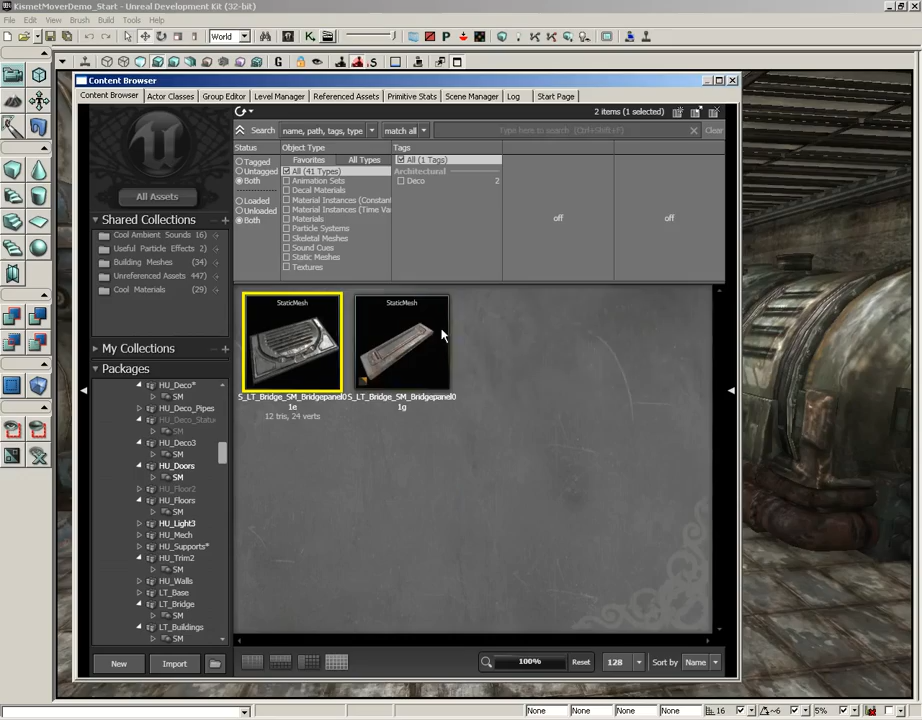 KismetMoverDemo_Start - Unreal Development Kit (32-bit)
File Edit View Brush Build Tools Help
World
Content Browser
Content Browser Actor Classes Group Editor Level Manager Referenced Assets Primitive Stats Scene Manager Log Start Page
2 items (1 selected)
Search name, path, tags, type match all Type here to search (Ctrl+Shift+F) Clear
Status Object Type Tags
Tagged Favorites All Types All (1 Tags)
Untagged All (41 Types) Architectural
Both Animation Sets Deco 2
Decal Materials
Loaded Material Instances (Constan
Unloaded Material Instances (Time Va
Both Materials off off
Particle Systems
Skeletal Meshes
Sound Cues
Static Meshes
Textures
All Assets
Shared Collections
Cool Ambient Sounds 16)
Useful Particle Effects 2)
Building Meshes (34)
Unreferenced Assets 447)
Cool Materials (29)
My Collections
Packages
HU_Deco*
SM
HU_Deco_Pipes
HU_Deco_Statu
SM
HU_Deco3
SM
HU_Doors
SM
HU_Floor2
HU_Floors
SM
HU_Light3
HU_Mech
HU_Supports*
HU_Trim2
SM
HU_Walls
LT_Base
LT_Bridge
SM
LT_Buildings
SM
StaticMesh StaticMesh
S_LT_Bridge_SM_Bridgepanel0 S_LT_Bridge_SM_Bridgepanel0
1e 1g
12 tris, 24 verts
New Import 100% Reset 128 Sort by Name
None None None None 16 5%